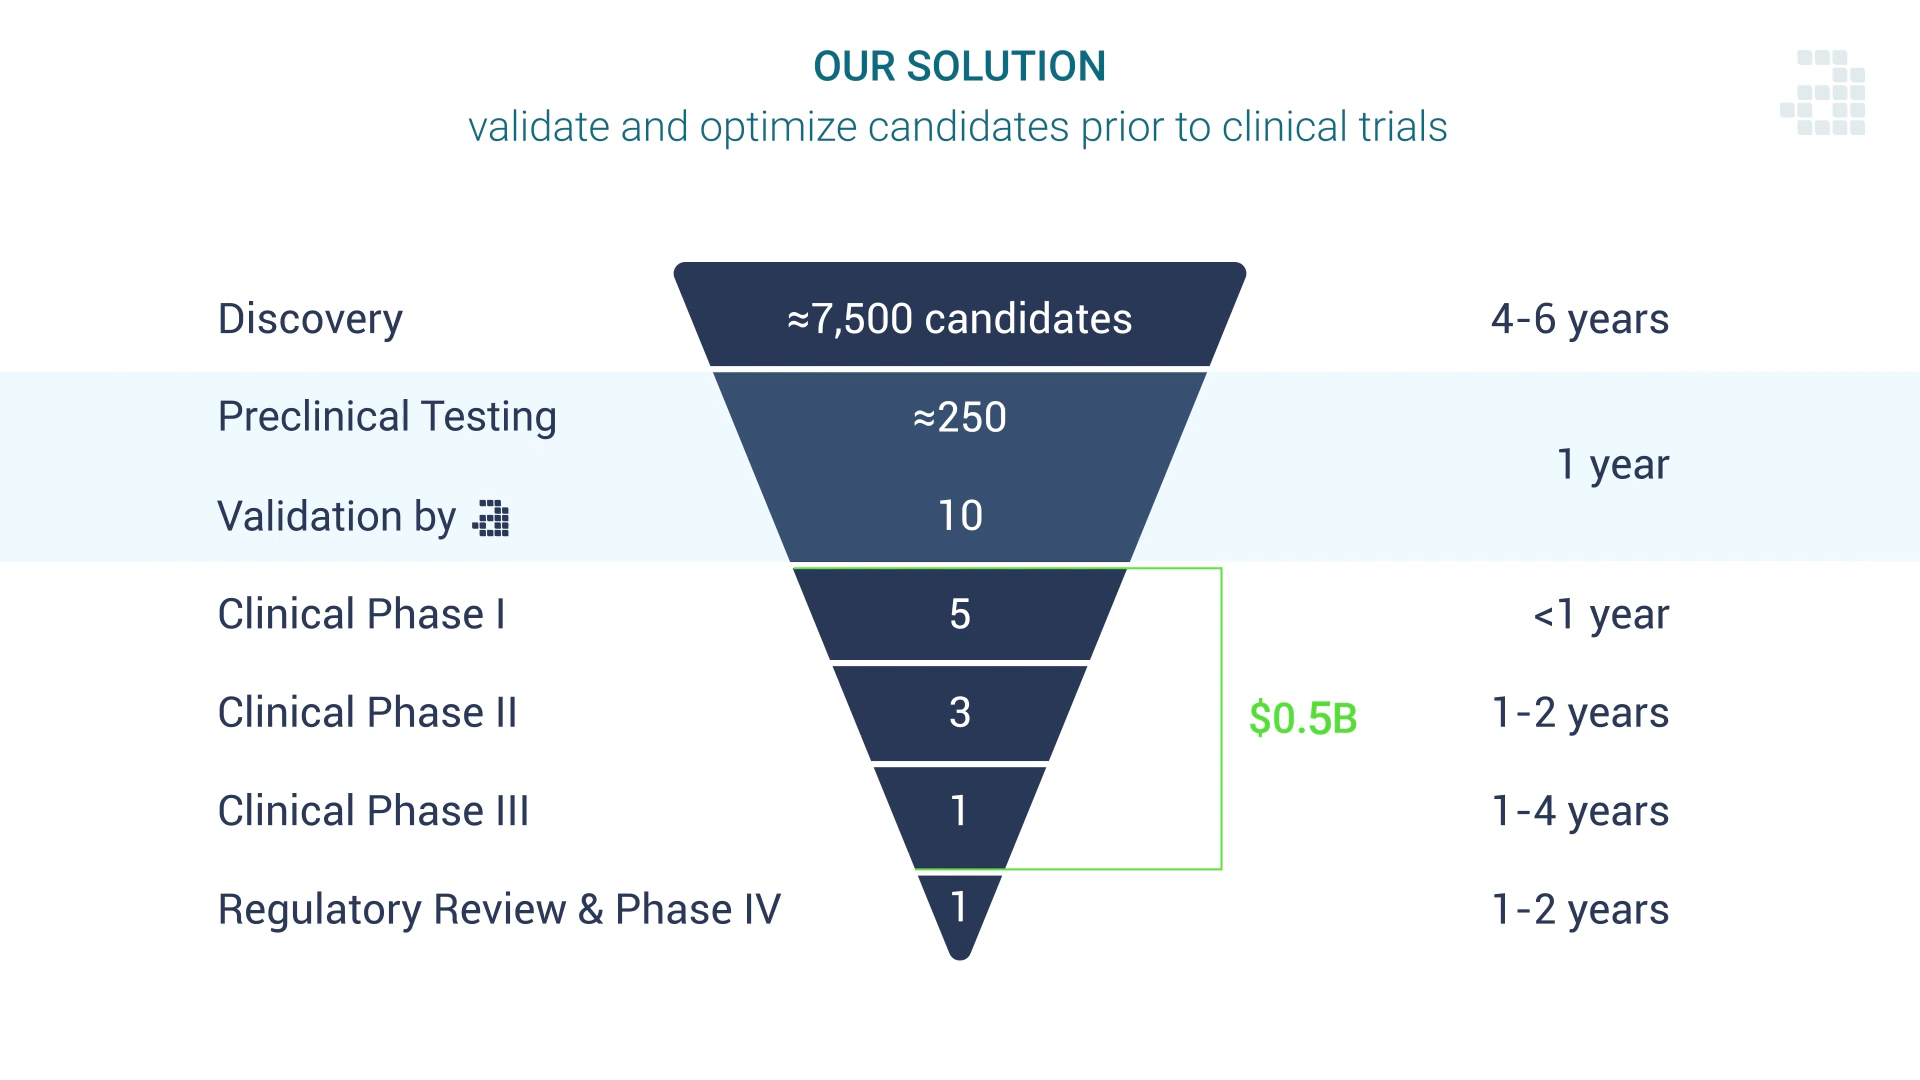 OUR SOLUTION
validate and optimize candidates prior to clinical trials
Discovery ≈7,500 candidates 4-6 years
Preclinical Testing ≈250
1 year
Validation by a 10
Clinical Phase I 5 <1 year
Clinical Phase II 3 1-2 years
$0.5B
Clinical Phase III 1 1-4 years
Regulatory Review & Phase IV 1 1-2 years